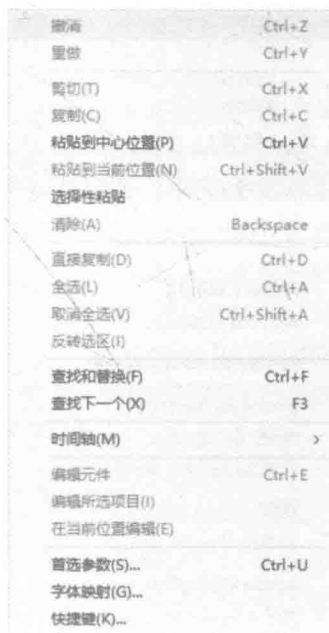 撤消 Ctrl+Z
重做 Ctrl+Y
剪切(T) Ctrl+X
复制(C) Ctrl+C
粘贴到中心位置(P) Ctrl+V
粘贴到当前位置(N) Ctrl+Shift+V
选择性粘贴
清除(A) Backspace
直接复制(D) Ctrl+D
全选(L) Ctrl+A
取消全选(V) Ctrl+Shift+A
反转选区(I)
查找和替换(F) Ctrl+F
查找下一个(X) F3
时间轴(M) >
编辑元件 Ctrl+E
编辑所选项目(I)
在当前位置编辑(E)
首选参数(S)... Ctrl+U
字体映射(G)...
快捷键(K)...